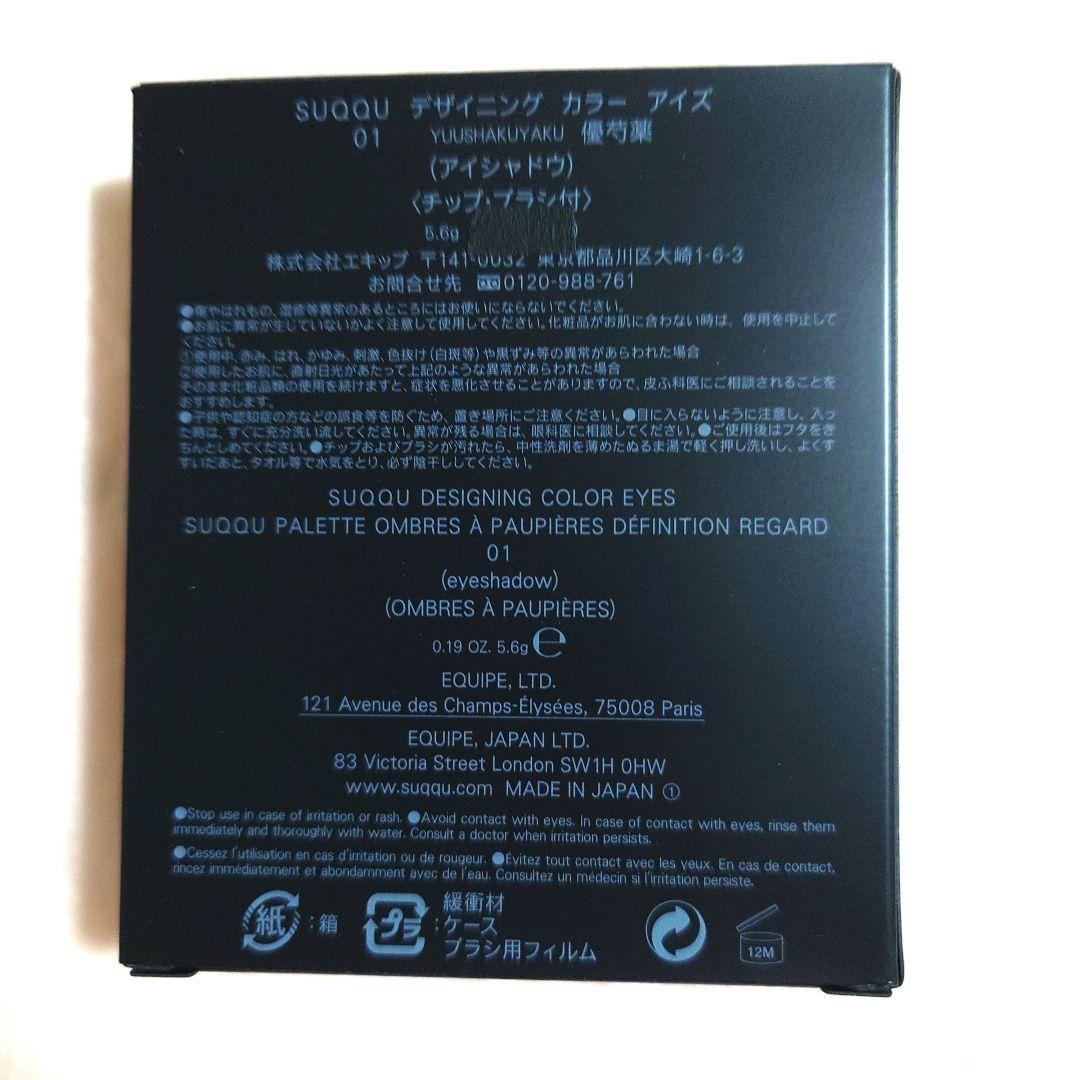 SUQQU デザイニング カラー アイズ
01 YUUSHAKUYAKU 優芍薬
(アイシャドウ)
〈チップ・ブラシ付〉
5.6g
株式会社エキップ 〒141-0032 東京都品川区大崎1-6-3
お問合せ先 0120-988-761
●傷やはれもの、湿疹等異常のあるところにはお使いにならないでください。
●お肌に異常が生じていないかよく注意して使用してください。化粧品がお肌に合わない時は、使用を中止して
ください。
①使用中、赤み、はれ、かゆみ、刺激、色抜け(白斑等)や黒ずみ等の異常があらわれた場合
②使用したお肌に、直射日光があたって上記のような異常があらわれた場合
そのまま化粧品類の使用を続けますと、症状を悪化させることがありますので、皮ふ科医にご相談されることを
おすすめします。
●子供や認知症の方などの誤食等を防ぐため、置き場所にご注意ください。●目に入らないように注意し、入っ
た時は、すぐに充分洗い流してください。異常が残る場合は、眼科医に相談してください。●ご使用後はフタをき
ちんとしめてください。●チップおよびブラシが汚れたら、中性洗剤を薄めたぬるま湯で軽く押し洗いし、よくす
すいだあと、タオル等で水気をとり、必ず陰干ししてください。
SUQQU DESIGNING COLOR EYES
SUQQU PALETTE OMBRES À PAUPIÈRES DÉFINITION REGARD
01
(eyeshadow)
(OMBRES À PAUPIÈRES)
0.19 OZ. 5.6g ℮
EQUIPE, LTD.
121 Avenue des Champs-Élysées, 75008 Paris
EQUIPE, JAPAN LTD.
83 Victoria Street London SW1H 0HW
www.suqqu.com MADE IN JAPAN ①
●Stop use in case of irritation or rash. ●Avoid contact with eyes. In case of contact with eyes, rinse them
immediately and thoroughly with water. Consult a doctor when irritation persists.
●Cessez l'utilisation en cas d'irritation ou de rougeur. ●Évitez tout contact avec les yeux. En cas de contact,
rincez immédiatement et abondamment avec de l'eau. Consultez un médecin si l'irritation persiste.
紙 : 箱
プラ : 緩衝材
ケース
ブラシ用フィルム
12M